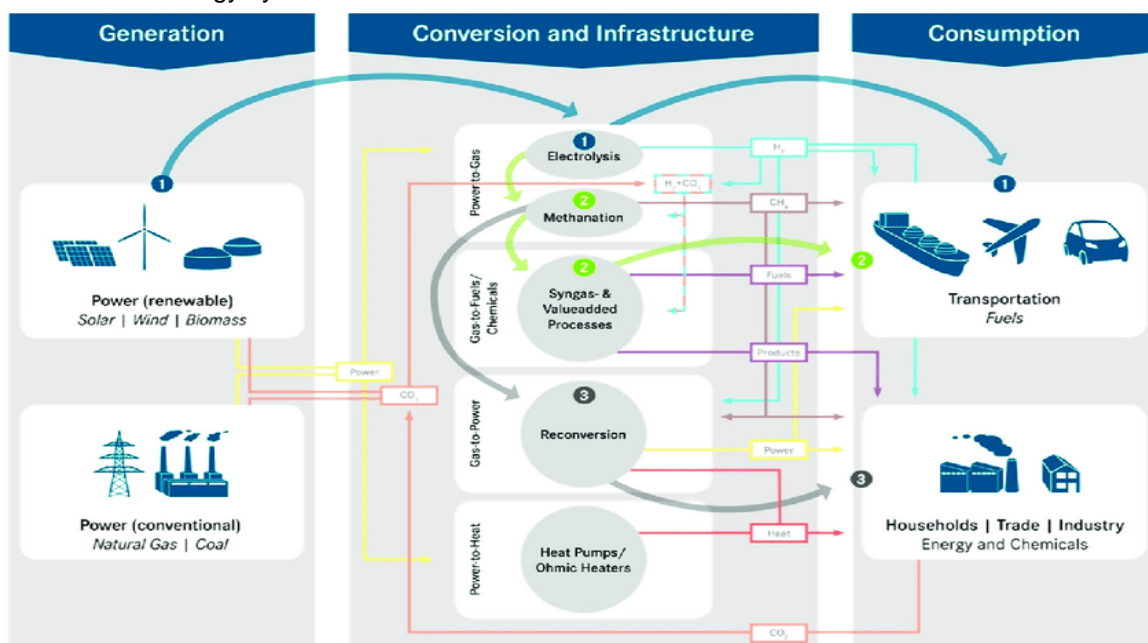 Generation
Conversion and Infrastructure
Consumption
1
Power (renewable)
Solar | Wind | Biomass
Power (conventional)
Natural Gas | Coal
Power
CO₂
Power-to-Gas
1
Electrolysis
2
Methanation
Gas-to-Fuels/
Chemicals
2
Syngas- &
Valueadded
Processes
Gas-to-Power
3
Reconversion
Power-to-Heat
Heat Pumps/
Ohmic Heaters
H₂
H₂+CO₂
CH₄
Fuels
Products
Power
Heat
CO₂
1
2
Transportation
Fuels
3
Households | Trade | Industry
Energy and Chemicals